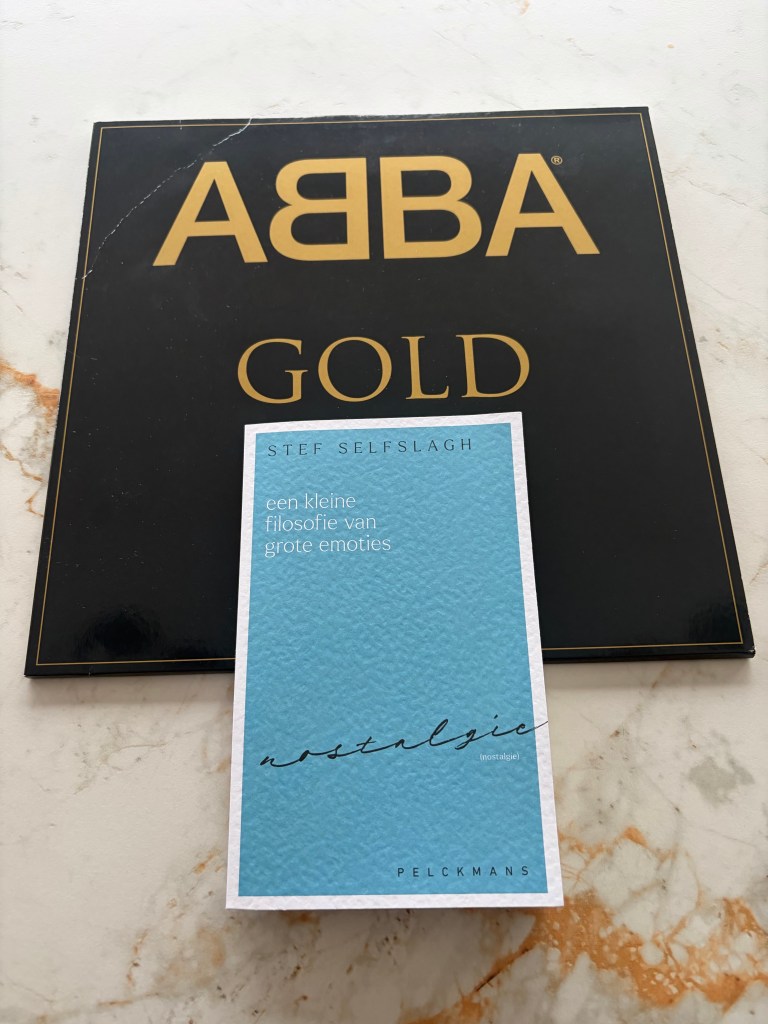 ABBA®
GOLD
STEF SELFSLAGH
een kleine
filosofie van
grote emoties
nostalgie
[nostalgie]
PELCKMANS